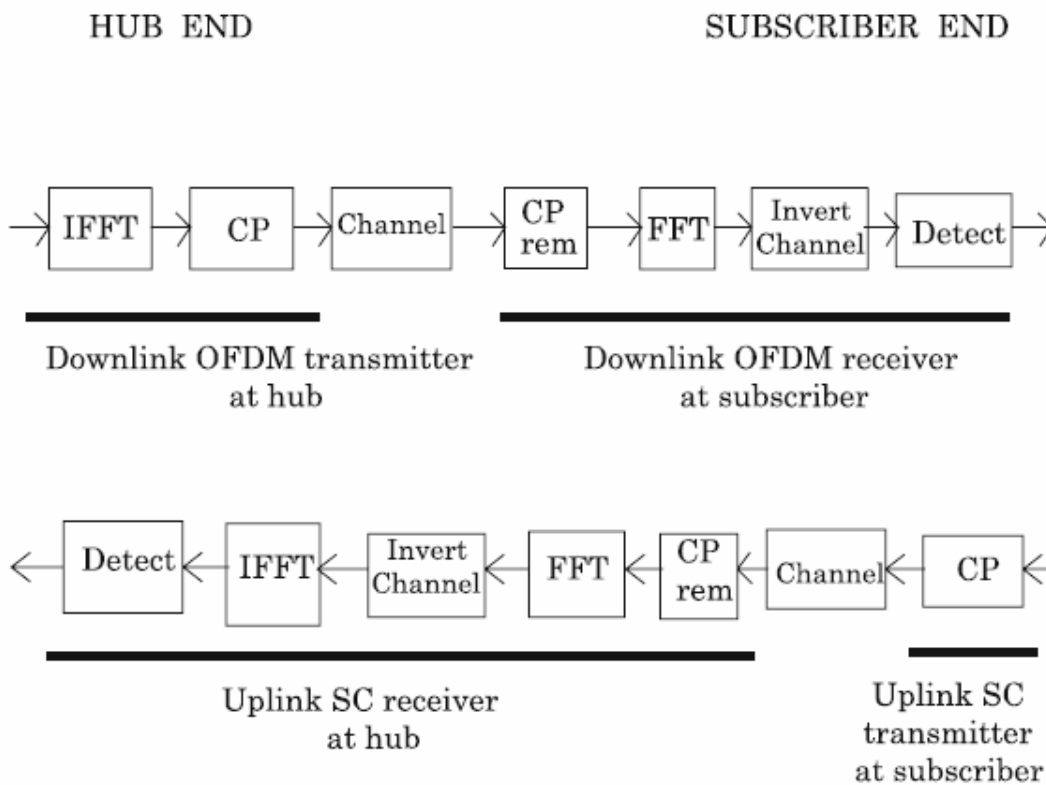 HUB END
SUBSCRIBER END
IFFT
CP
Channel
CP
rem
FFT
Invert
Channel
Detect
Downlink OFDM transmitter
at hub
Downlink OFDM receiver
at subscriber
Detect
IFFT
Invert
Channel
FFT
CP
rem
Channel
CP
Uplink SC receiver
at hub
Uplink SC
transmitter
at subscriber